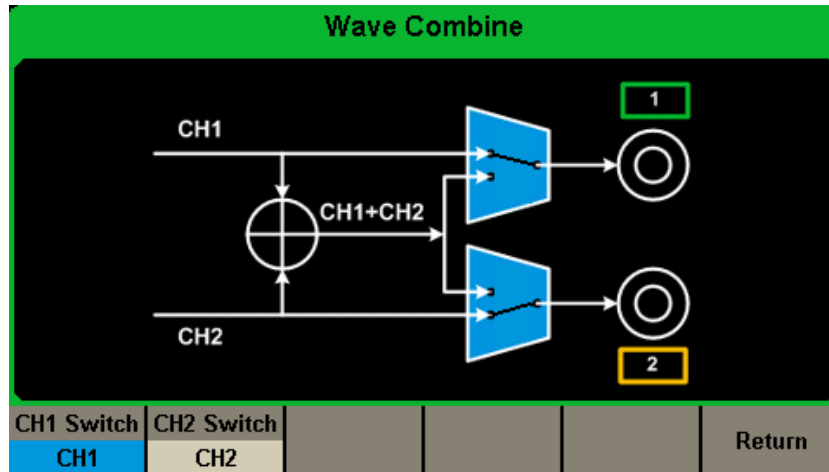 Wave Combine
1
CH1
CH1+CH2
CH2
2
CH1 Switch CH2 Switch
CH1 CH2 Return